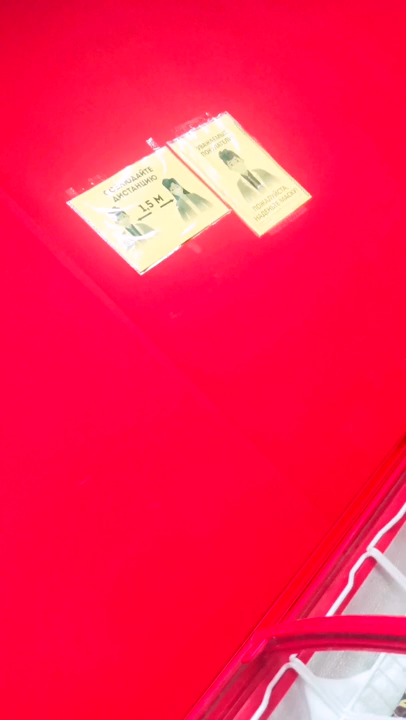 СОБЛЮДАЙТЕ
ДИСТАНЦИЮ
1,5 М
УВАЖАЕМЫЕ
ПОКУПАТЕЛИ
ПОЖАЛУЙСТА,
НАДЕНЬТЕ МАСКУ